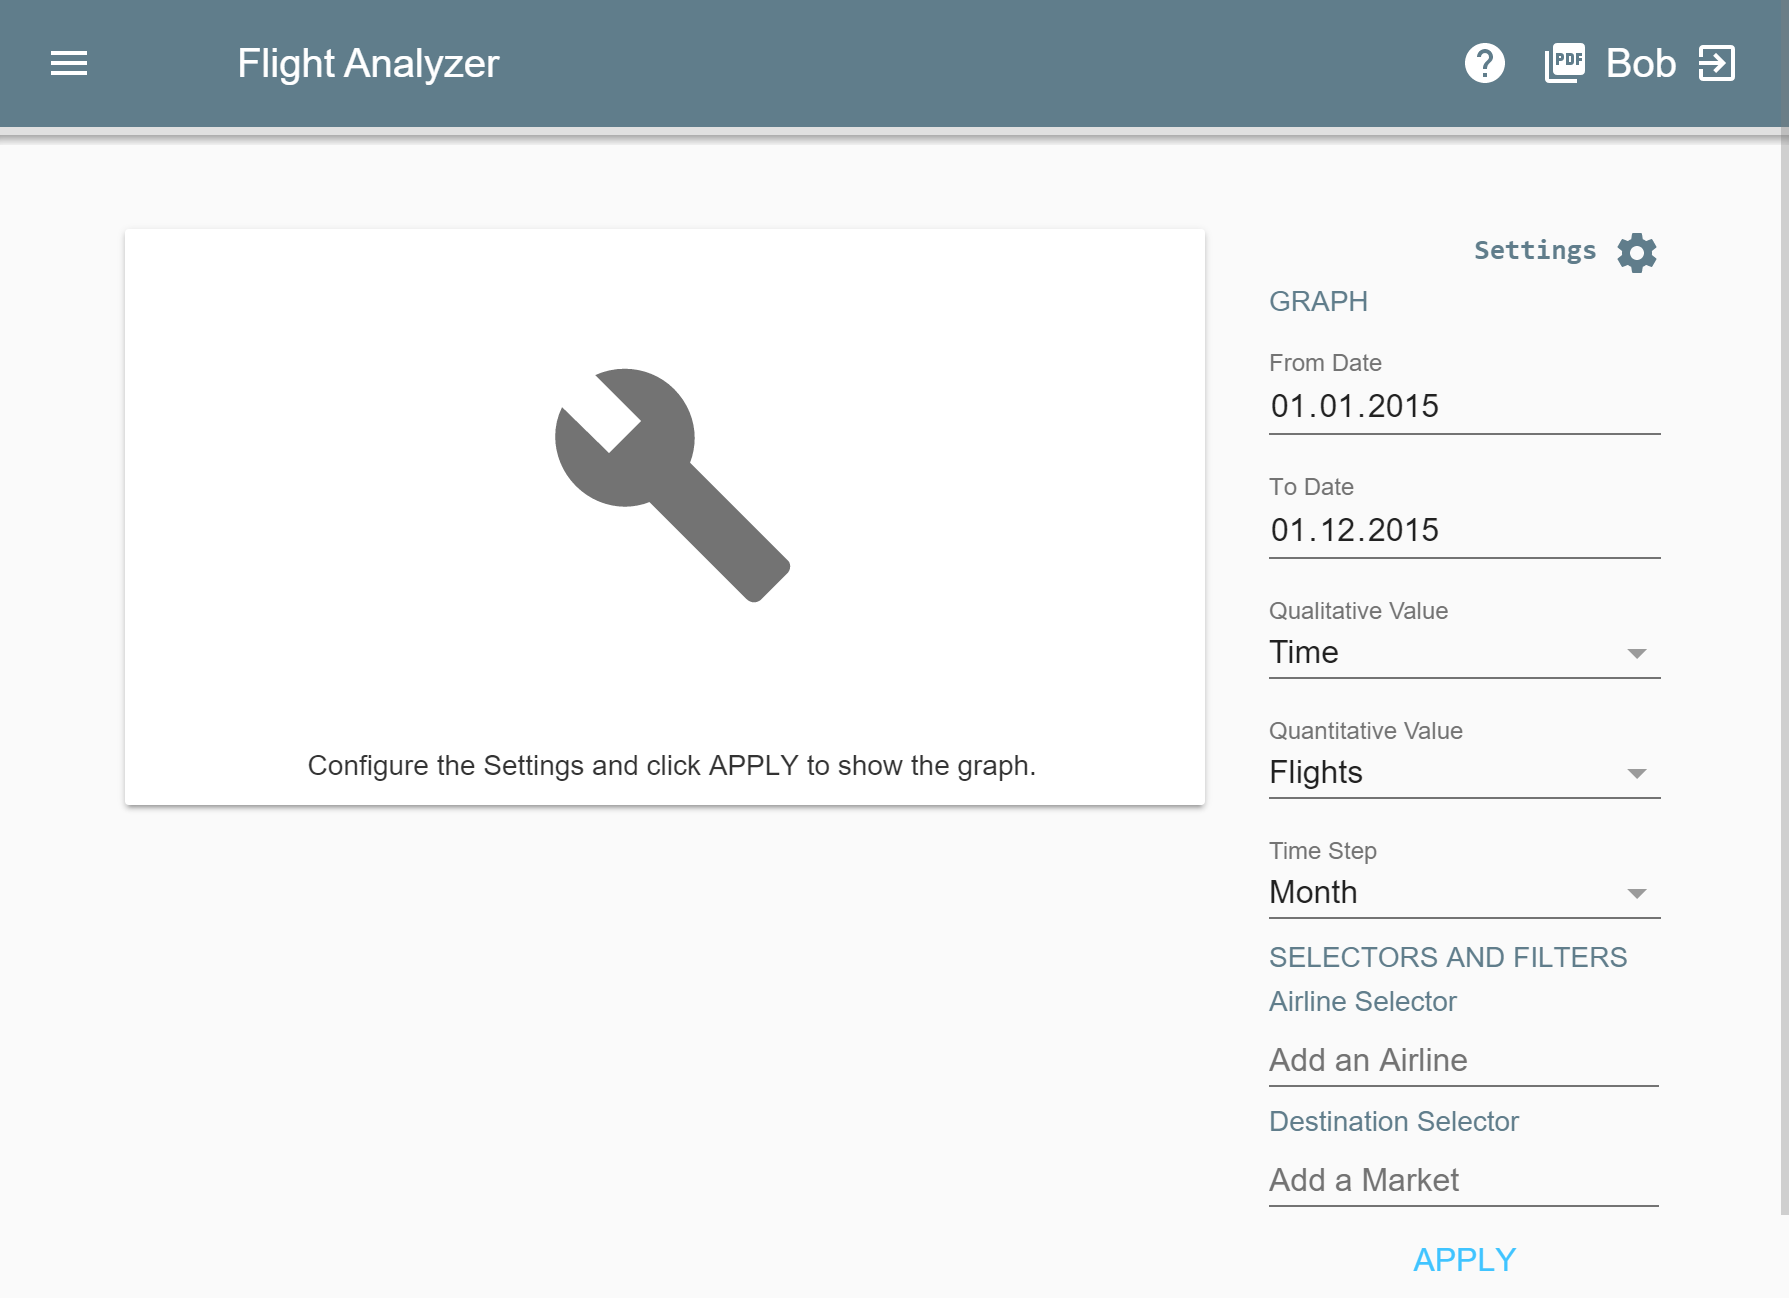 Flight Analyzer
PDF
Bob
Settings
GRAPH
From Date
01.01.2015
To Date
01.12.2015
Qualitative Value
Time
Quantitative Value
Flights
Time Step
Month
SELECTORS AND FILTERS
Airline Selector
Add an Airline
Destination Selector
Add a Market
APPLY
Configure the Settings and click APPLY to show the graph.